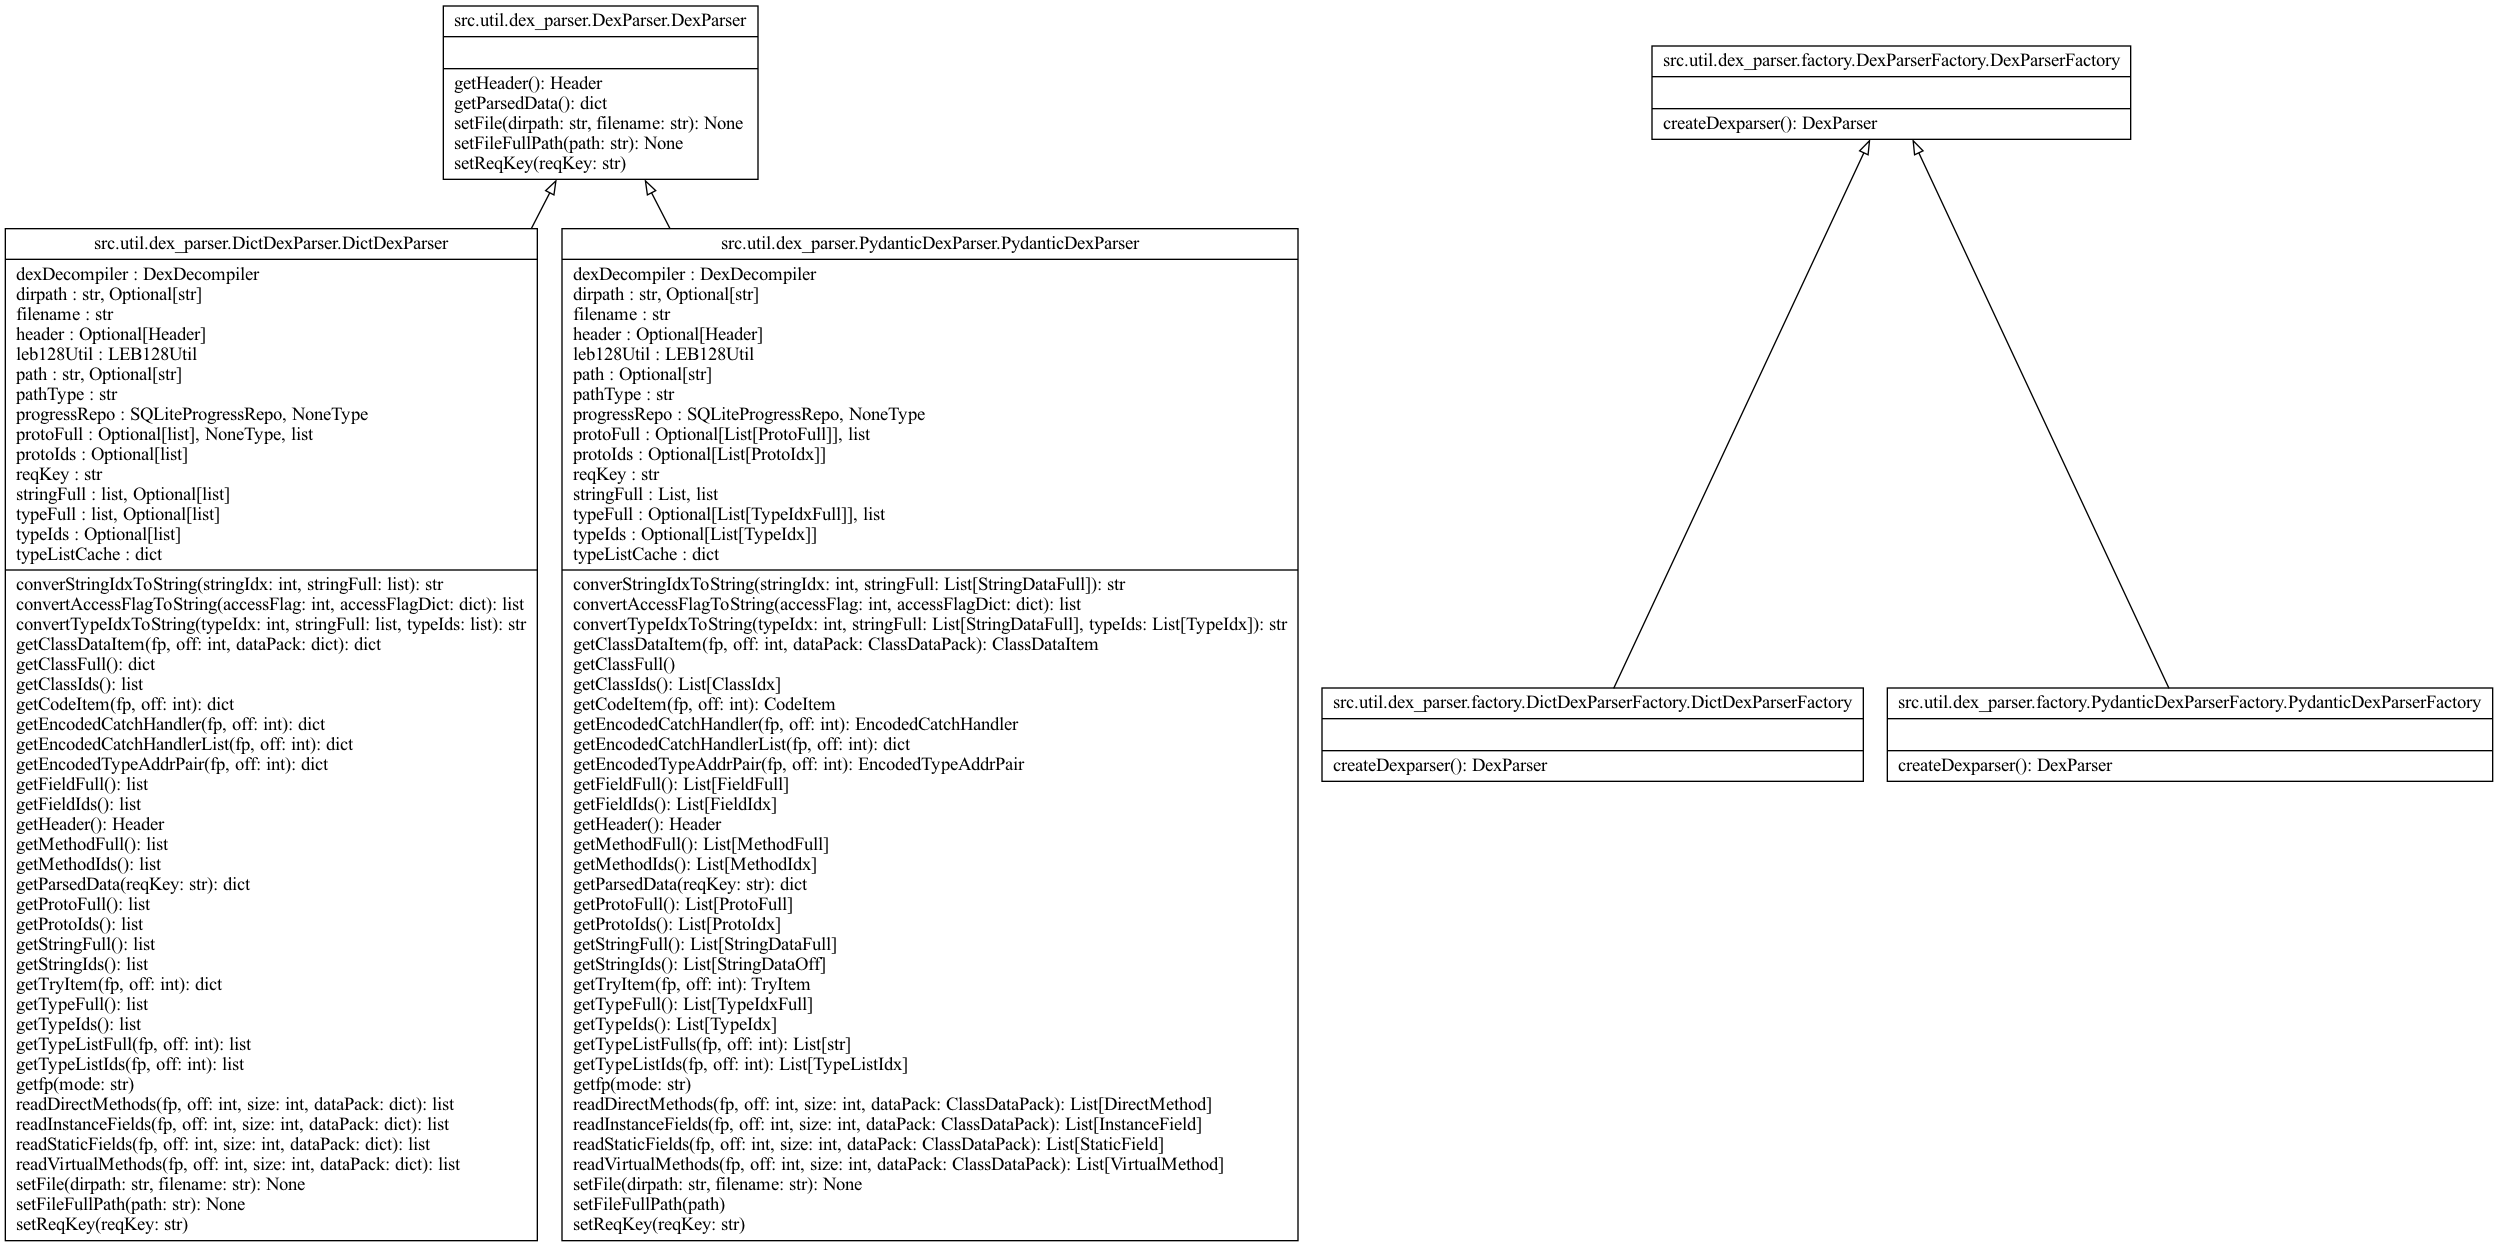 src.util.dex_parser.DexParser.DexParser
getHeader(): Header
getParsedData(): dict
setFile(dirpath: str, filename: str): None
setFileFullPath(path: str): None
setReqKey(reqKey: str)
src.util.dex_parser.factory.DexParserFactory.DexParserFactory
createDexparser(): DexParser
src.util.dex_parser.DictDexParser.DictDexParser
dexDecompiler : DexDecompiler
dirpath : str, Optional[str]
filename : str
header : Optional[Header]
leb128Util : LEB128Util
path : str, Optional[str]
pathType : str
progressRepo : SQLiteProgressRepo, NoneType
protoFull : Optional[list], NoneType, list
protoIds : Optional[list]
reqKey : str
stringFull : list, Optional[list]
typeFull : list, Optional[list]
typeIds : Optional[list]
typeListCache : dict
converStringIdxToString(stringIdx: int, stringFull: list): str
convertAccessFlagToString(accessFlag: int, accessFlagDict: dict): list
convertTypeIdxToString(typeIdx: int, stringFull: list, typeIds: list): str
getClassDataItem(fp, off: int, dataPack: dict): dict
getClassFull(): dict
getClassIds(): list
getCodeItem(fp, off: int): dict
getEncodedCatchHandler(fp, off: int): dict
getEncodedCatchHandlerList(fp, off: int): dict
getEncodedTypeAddrPair(fp, off: int): dict
getFieldFull(): list
getFieldIds(): list
getHeader(): Header
getMethodFull(): list
getMethodIds(): list
getParsedData(reqKey: str): dict
getProtoFull(): list
getProtoIds(): list
getStringFull(): list
getStringIds(): list
getTryItem(fp, off: int): dict
getTypeFull(): list
getTypeIds(): list
getTypeListFull(fp, off: int): list
getTypeListIds(fp, off: int): list
getfp(mode: str)
readDirectMethods(fp, off: int, size: int, dataPack: dict): list
readInstanceFields(fp, off: int, size: int, dataPack: dict): list
readStaticFields(fp, off: int, size: int, dataPack: dict): list
readVirtualMethods(fp, off: int, size: int, dataPack: dict): list
setFile(dirpath: str, filename: str): None
setFileFullPath(path: str): None
setReqKey(reqKey: str)
src.util.dex_parser.PydanticDexParser.PydanticDexParser
dexDecompiler : DexDecompiler
dirpath : str, Optional[str]
filename : str
header : Optional[Header]
leb128Util : LEB128Util
path : Optional[str]
pathType : str
progressRepo : SQLiteProgressRepo, NoneType
protoFull : Optional[List[ProtoFull]], list
protoIds : Optional[List[ProtoIdx]]
reqKey : str
stringFull : List, list
typeFull : Optional[List[TypeIdxFull]], list
typeIds : Optional[List[TypeIdx]]
typeListCache : dict
converStringIdxToString(stringIdx: int, stringFull: List[StringDataFull]): str
convertAccessFlagToString(accessFlag: int, accessFlagDict: dict): list
convertTypeIdxToString(typeIdx: int, stringFull: List[StringDataFull], typeIds: List[TypeIdx]): str
getClassDataItem(fp, off: int, dataPack: ClassDataPack): ClassDataItem
getClassFull()
getClassIds(): List[ClassIdx]
getCodeItem(fp, off: int): CodeItem
getEncodedCatchHandler(fp, off: int): EncodedCatchHandler
getEncodedCatchHandlerList(fp, off: int): dict
getEncodedTypeAddrPair(fp, off: int): EncodedTypeAddrPair
getFieldFull(): List[FieldFull]
getFieldIds(): List[FieldIdx]
getHeader(): Header
getMethodFull(): List[MethodFull]
getMethodIds(): List[MethodIdx]
getParsedData(reqKey: str): dict
getProtoFull(): List[ProtoFull]
getProtoIds(): List[ProtoIdx]
getStringFull(): List[StringDataFull]
getStringIds(): List[StringDataOff]
getTryItem(fp, off: int): TryItem
getTypeFull(): List[TypeIdxFull]
getTypeIds(): List[TypeIdx]
getTypeListFulls(fp, off: int): List[str]
getTypeListIds(fp, off: int): List[TypeListIdx]
getfp(mode: str)
readDirectMethods(fp, off: int, size: int, dataPack: ClassDataPack): List[DirectMethod]
readInstanceFields(fp, off: int, size: int, dataPack: ClassDataPack): List[InstanceField]
readStaticFields(fp, off: int, size: int, dataPack: ClassDataPack): List[StaticField]
readVirtualMethods(fp, off: int, size: int, dataPack: ClassDataPack): List[VirtualMethod]
setFile(dirpath: str, filename: str): None
setFileFullPath(path)
setReqKey(reqKey: str)
src.util.dex_parser.factory.DictDexParserFactory.DictDexParserFactory
createDexparser(): DexParser
src.util.dex_parser.factory.PydanticDexParserFactory.PydanticDexParserFactory
createDexparser(): DexParser